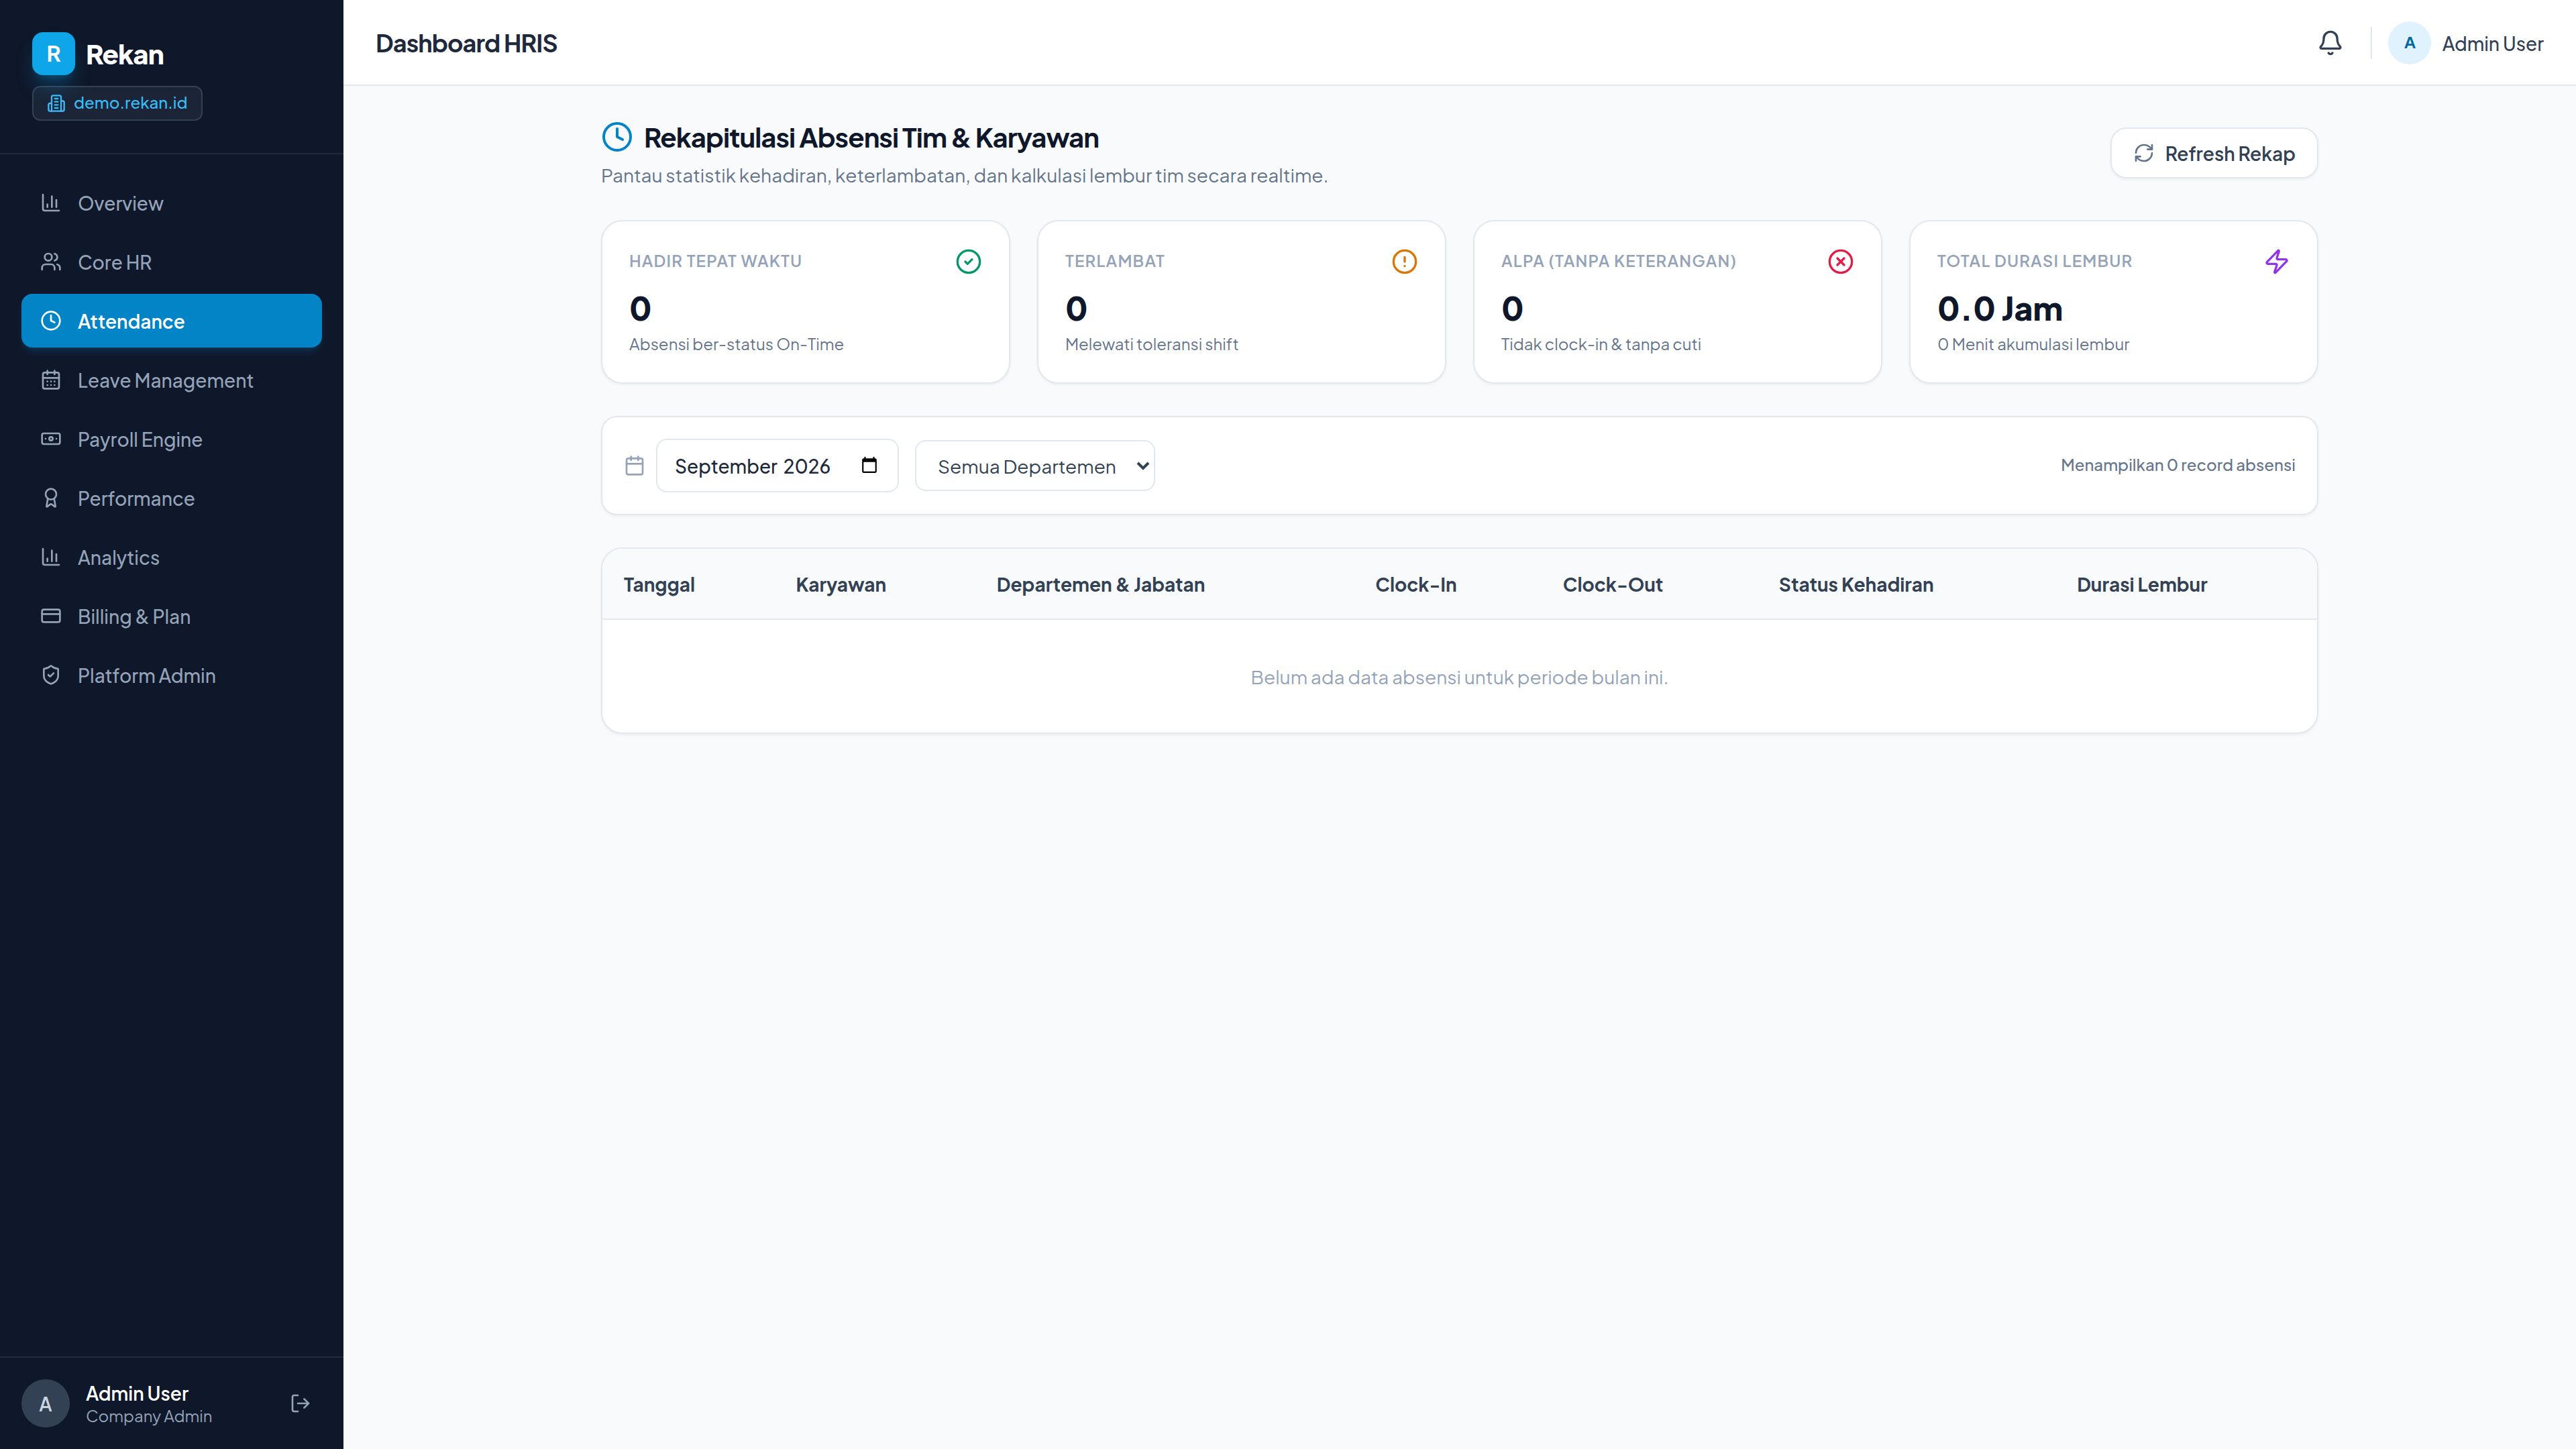 R Rekan
demo.rekan.id
Overview
Core HR
Attendance
Leave Management
Payroll Engine
Performance
Analytics
Billing & Plan
Platform Admin
A
Admin User
Company Admin
Dashboard HRIS
A Admin User
Rekapitulasi Absensi Tim & Karyawan
Pantau statistik kehadiran, keterlambatan, dan kalkulasi lembur tim secara realtime.
Refresh Rekap
HADIR TEPAT WAKTU
0
Absensi ber-status On-Time
TERLAMBAT
0
Melewati toleransi shift
ALPA (TANPA KETERANGAN)
0
Tidak clock-in & tanpa cuti
TOTAL DURASI LEMBUR
0.0 Jam
0 Menit akumulasi lembur
September 2026
Semua Departemen
Menampilkan 0 record absensi
Tanggal Karyawan Departemen & Jabatan Clock-In Clock-Out Status Kehadiran Durasi Lembur
Belum ada data absensi untuk periode bulan ini.